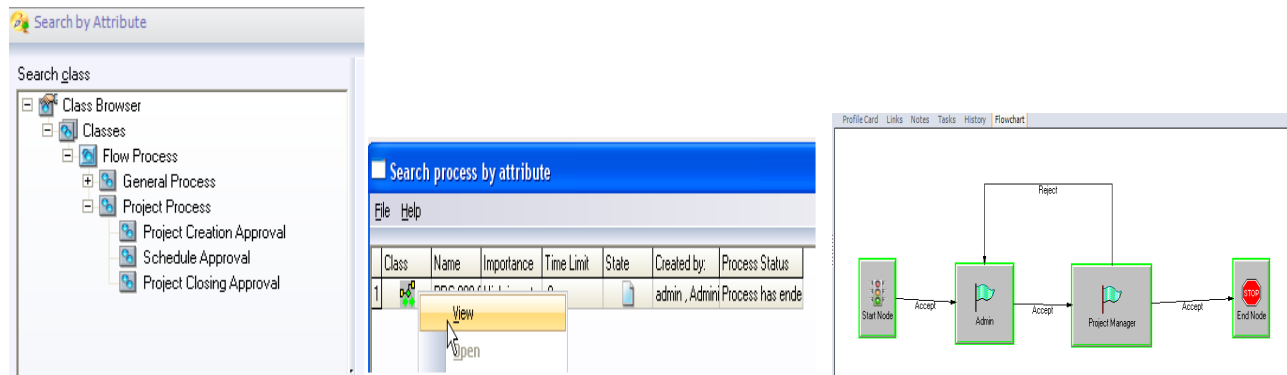 Search by Attribute
Search class
Class Browser
Classes
Flow Process
General Process
Project Process
Project Creation Approval
Schedule Approval
Project Closing Approval
Search process by attribute
File Help
Class Name Importance Time Limit State Created by: Process Status
1 admin , Admini Process has ende
View
Open
Profile Card Links Notes Tasks History Flowchart
Reject
Start Node Accept Admin Accept Project Manager Accept STOP End Node